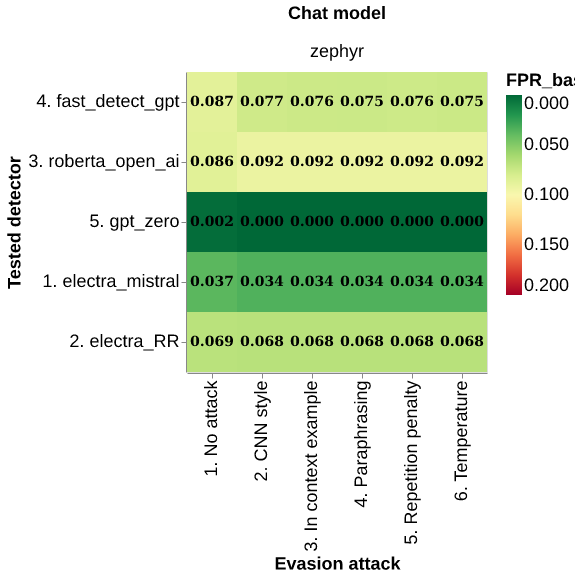 Chat model
zephyr
FPR_bas
Tested detector
4. fast_detect_gpt 0.087 0.077 0.076 0.075 0.076 0.075
3. roberta_open_ai 0.086 0.092 0.092 0.092 0.092 0.092
5. gpt_zero 0.002 0.000 0.000 0.000 0.000 0.000
1. electra_mistral 0.037 0.034 0.034 0.034 0.034 0.034
2. electra_RR 0.069 0.068 0.068 0.068 0.068 0.068
0.000
0.050
0.100
0.150
0.200
1. No attack
2. CNN style
3. In context example
4. Paraphrasing
5. Repetition penalty
6. Temperature
Evasion attack